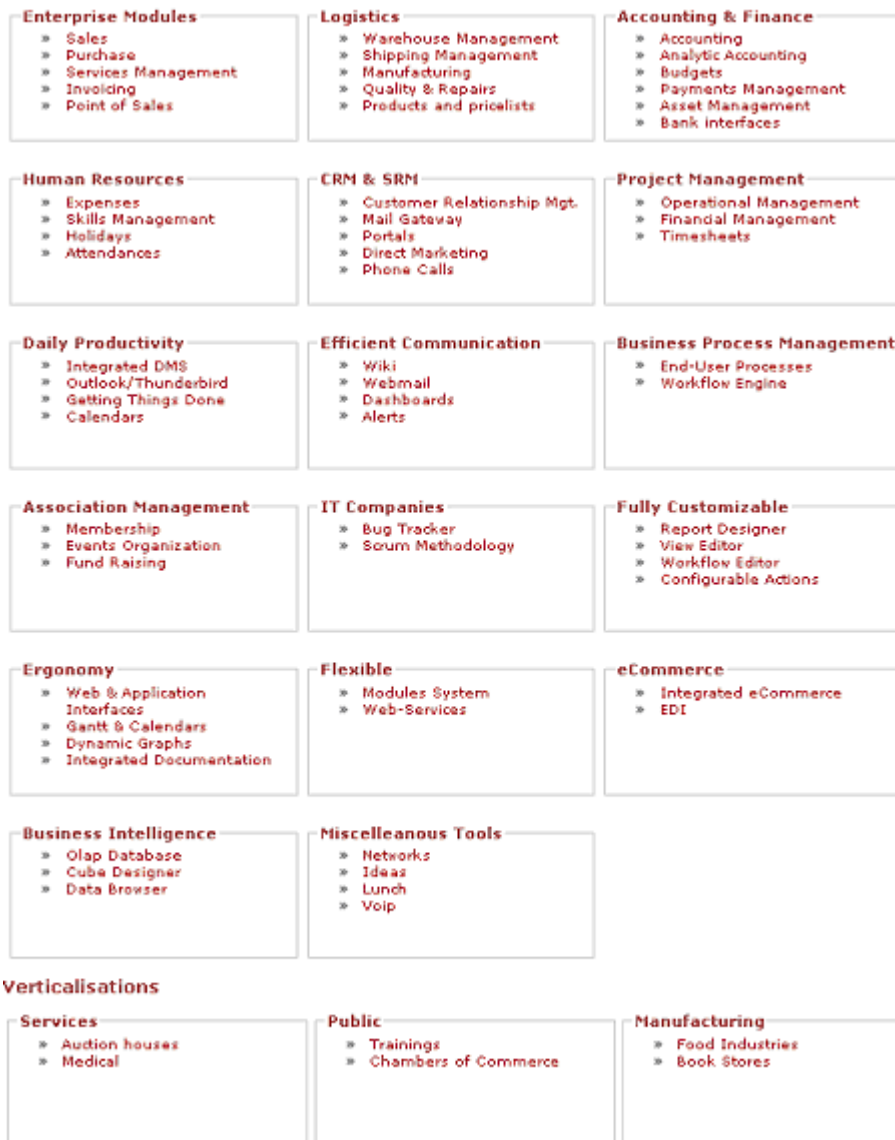 Enterprise Modules
» Sales
» Purchase
» Services Management
» Invoicing
» Point of Sales
Logistics
» Warehouse Management
» Shipping Management
» Manufacturing
» Quality & Repairs
» Products and pricelists
Accounting & Finance
» Accounting
» Analytic Accounting
» Budgets
» Payments Management
» Asset Management
» Bank interfaces
Human Resources
» Expenses
» Skills Management
» Holidays
» Attendances
CRM & SRM
» Customer Relationship Mgt.
» Mail Gateway
» Portals
» Direct Marketing
» Phone Calls
Project Management
» Operational Management
» Financial Management
» Timesheets
Daily Productivity
» Integrated DMS
» Outlook/Thunderbird
» Getting Things Done
» Calendars
Efficient Communication
» Wiki
» Webmail
» Dashboards
» Alerts
Business Process Management
» End-User Processes
» Workflow Engine
Association Management
» Membership
» Events Organization
» Fund Raising
IT Companies
» Bug Tracker
» Scrum Methodology
Fully Customizable
» Report Designer
» View Editor
» Workflow Editor
» Configurable Actions
Ergonomy
» Web & Application
Interfaces
» Gantt & Calendars
» Dynamic Graphs
» Integrated Documentation
Flexible
» Modules System
» Web-Services
eCommerce
» Integrated eCommerce
» EDI
Business Intelligence
» Olap Database
» Cube Designer
» Data Browser
Miscelleanous Tools
» Networks
» Ideas
» Lunch
» Voip
Verticalisations
Services
» Auction houses
» Medical
Public
» Trainings
» Chambers of Commerce
Manufacturing
» Food Industries
» Book Stores